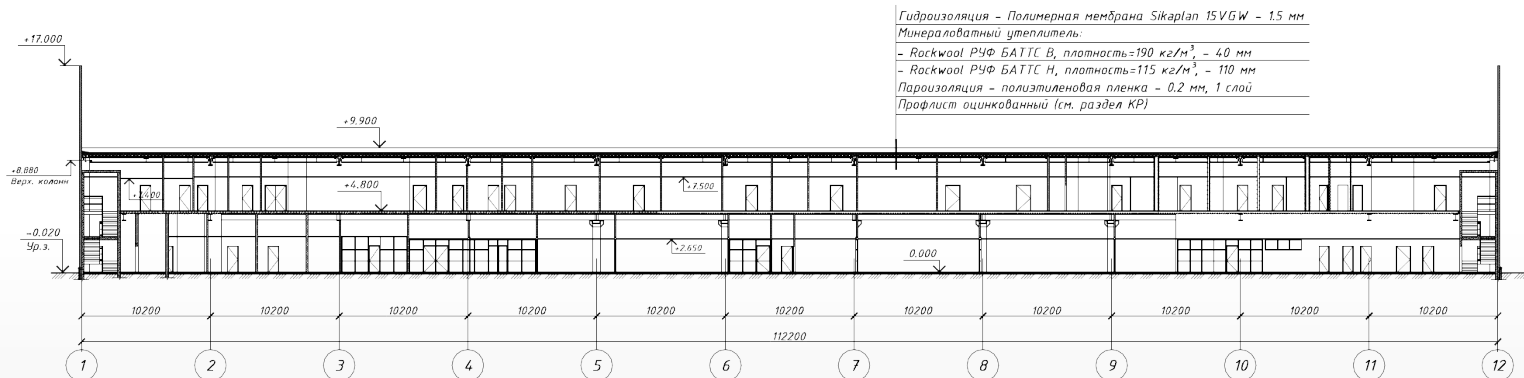 Гидроизоляция - Полимерная мембрана Sikaplan 15VGW - 1.5 мм
Минераловатный утеплитель:
- Rockwool РУФ БАТТС В, плотность=190 кг/м³, - 40 мм
- Rockwool РУФ БАТТС Н, плотность=115 кг/м³, - 110 мм
Пароизоляция - полиэтиленовая пленка - 0.2 мм, 1 слой
Профлист оцинкованный (см. раздел КР)
+17.000
+9.900
+8.880
Верх. колонн
+7.400
+4.800
+7.500
-0.020
Ур.з.
+2.650
0.000
10200 10200 10200 10200 10200 10200 10200 10200 10200 10200 10200
112200
1 2 3 4 5 6 7 8 9 10 11 12